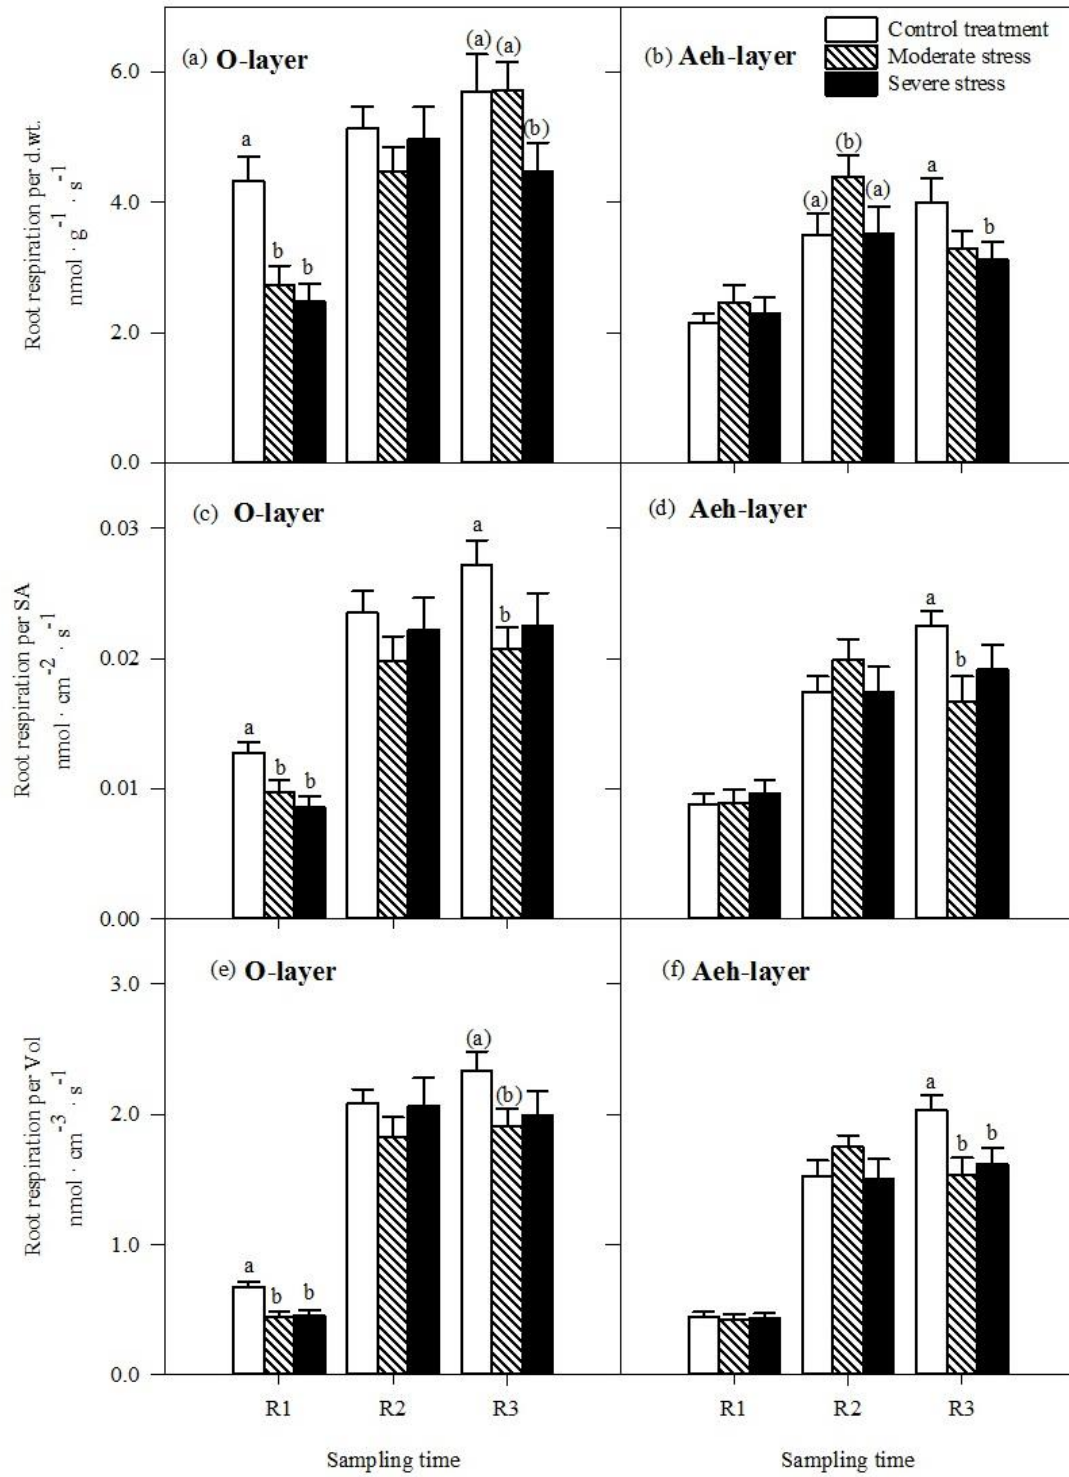 (a) O-layer
(b) Aeh-layer
Control treatment
Moderate stress
Severe stress
Root respiration per d.wt.
nmol · g⁻¹ · s⁻¹
6.0
4.0
2.0
0.0
a
b
b
(a)
(a)
(b)
(a)
(b)
(a)
a
b
(c) O-layer
(d) Aeh-layer
Root respiration per SA
nmol · cm⁻² · s⁻¹
0.03
0.02
0.01
0.00
a
b
b
a
b
a
b
(e) O-layer
(f) Aeh-layer
Root respiration per Vol
nmol · cm⁻³ · s⁻¹
3.0
2.0
1.0
0.0
a
b
b
(a)
(b)
a
b
b
R1 R2 R3 R1 R2 R3
Sampling time Sampling time